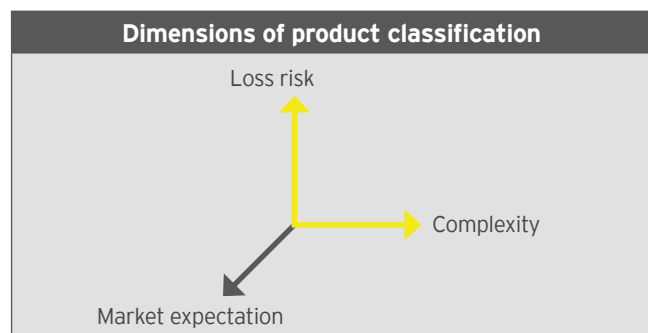 Dimensions of product classification
Loss risk
Complexity
Market expectation